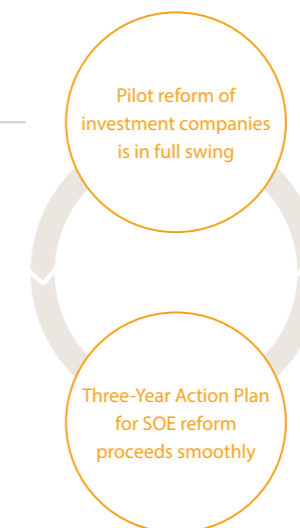 Pilot reform of
investment companies
is in full swing
Three-Year Action Plan
for SOE reform
proceeds smoothly